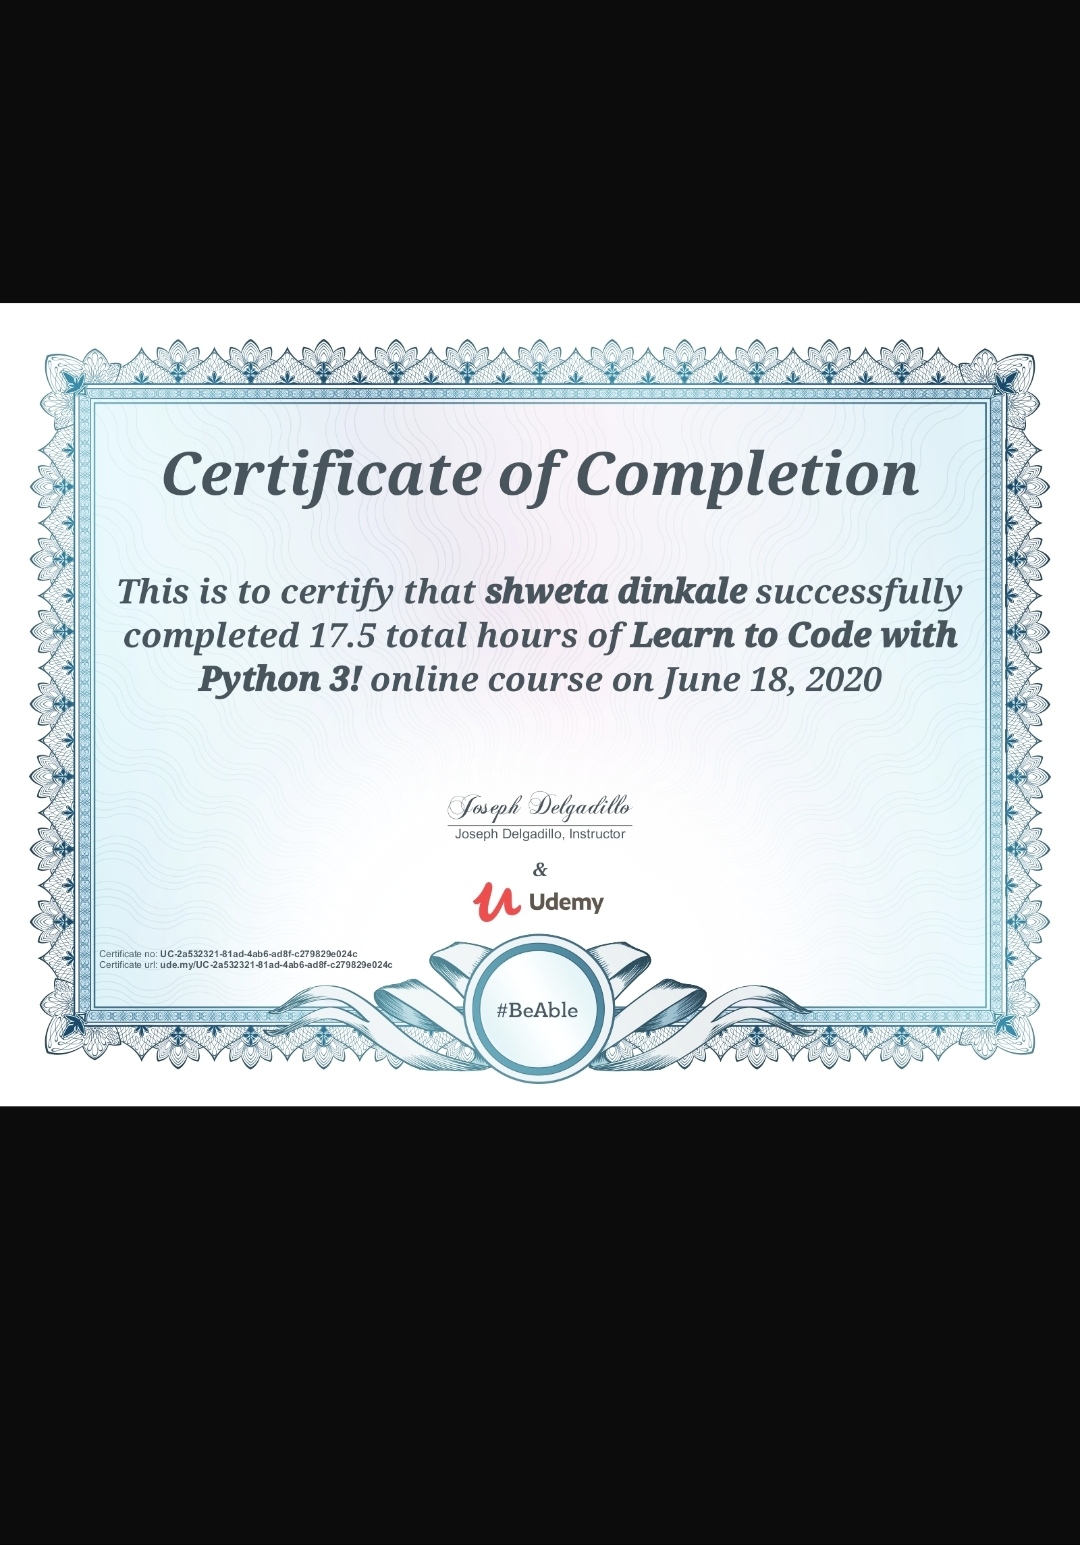 Certificate of Completion
This is to certify that shweta dinkale successfully
completed 17.5 total hours of Learn to Code with
Python 3! online course on June 18, 2020
Joseph Delgadillo
Joseph Delgadillo, Instructor
&
Udemy
Certificate no: UC-2a532321-81ad-4ab6-ad8f-c279829e024c
Certificate url: ude.my/UC-2a532321-81ad-4ab6-ad8f-c279829e024c
#BeAble